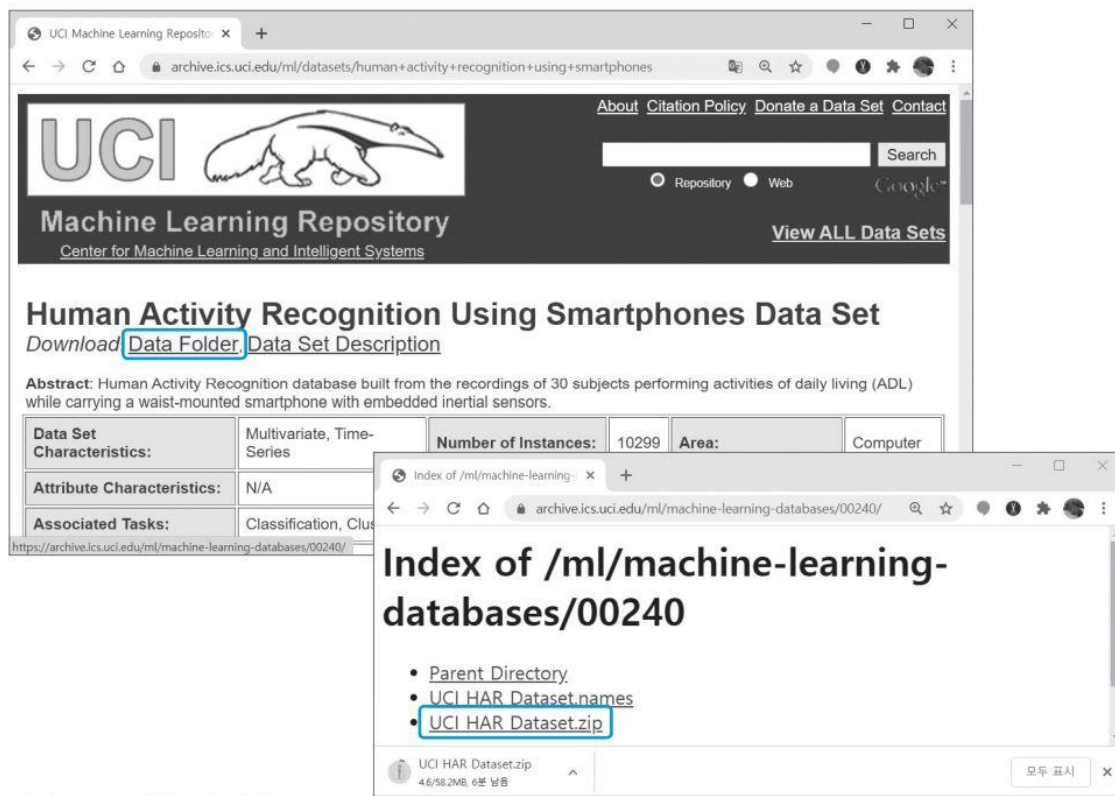 UCI Machine Learning Reposito
archive.ics.uci.edu/ml/datasets/human+activity+recognition+using+smartphones
About Citation Policy Donate a Data Set Contact
UCI
Search
Repository Web
Google™
Machine Learning Repository
Center for Machine Learning and Intelligent Systems
View ALL Data Sets
Human Activity Recognition Using Smartphones Data Set
Download: Data Folder, Data Set Description
Abstract: Human Activity Recognition database built from the recordings of 30 subjects performing activities of daily living (ADL)
while carrying a waist-mounted smartphone with embedded inertial sensors.
Data Set Characteristics: Multivariate, Time-Series Number of Instances: 10299 Area: Computer
Attribute Characteristics: N/A
Associated Tasks: Classification, Clus
https://archive.ics.uci.edu/ml/machine-learning-databases/00240/
Index of /ml/machine-learning-
archive.ics.uci.edu/ml/machine-learning-databases/00240/
Index of /ml/machine-learning-
databases/00240
Parent Directory
UCI HAR Dataset.names
UCI HAR Dataset.zip
UCI HAR Dataset.zip
4.6/58.2MB, 6분 남음
모두 표시